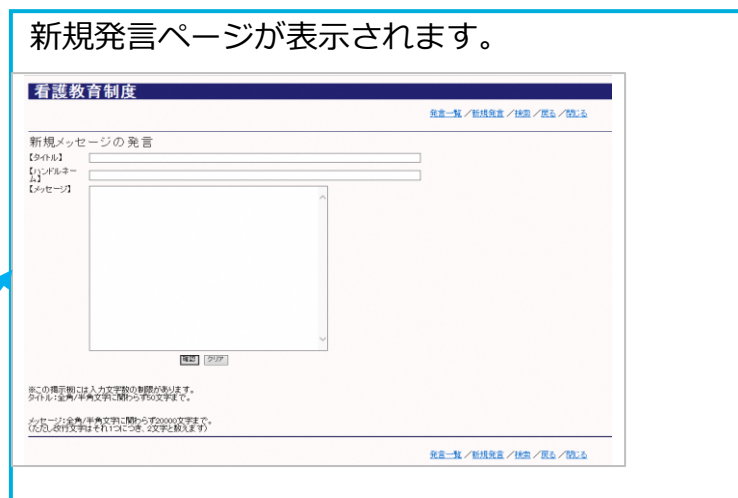 新規発言ページが表示されます。
看護教育制度
発言一覧／新規発言／検索／戻る／閉じる
新規メッセージの発言
【タイトル】
【ハンドルネー
ム】
【メッセージ】
確認 クリア
※この掲示板には入力文字数の制限があります。
タイトル：全角/半角文字に関わらず50文字まで。
メッセージ：全角/半角文字に関わらず20000文字まで。
（ただし改行文字はそれ1つにつき、2文字と数えます）
発言一覧／新規発言／検索／戻る／閉じる